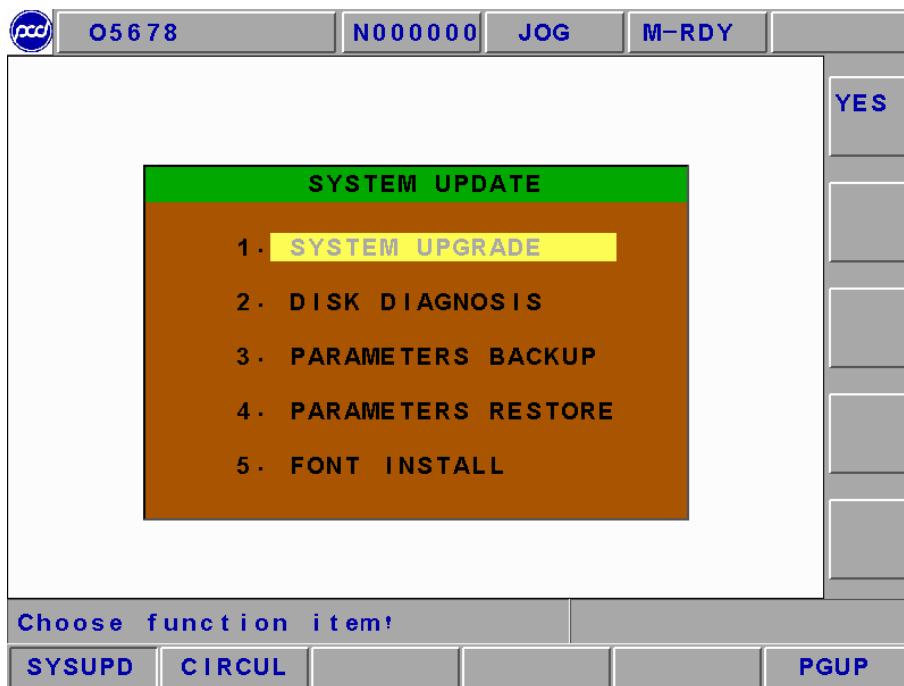 pcd O5678 N000000 JOG M-RDY
YES
SYSTEM UPDATE
1. SYSTEM UPGRADE
2. DISK DIAGNOSIS
3. PARAMETERS BACKUP
4. PARAMETERS RESTORE
5. FONT INSTALL
Choose function item!
SYSUPD CIRCUL PGUP